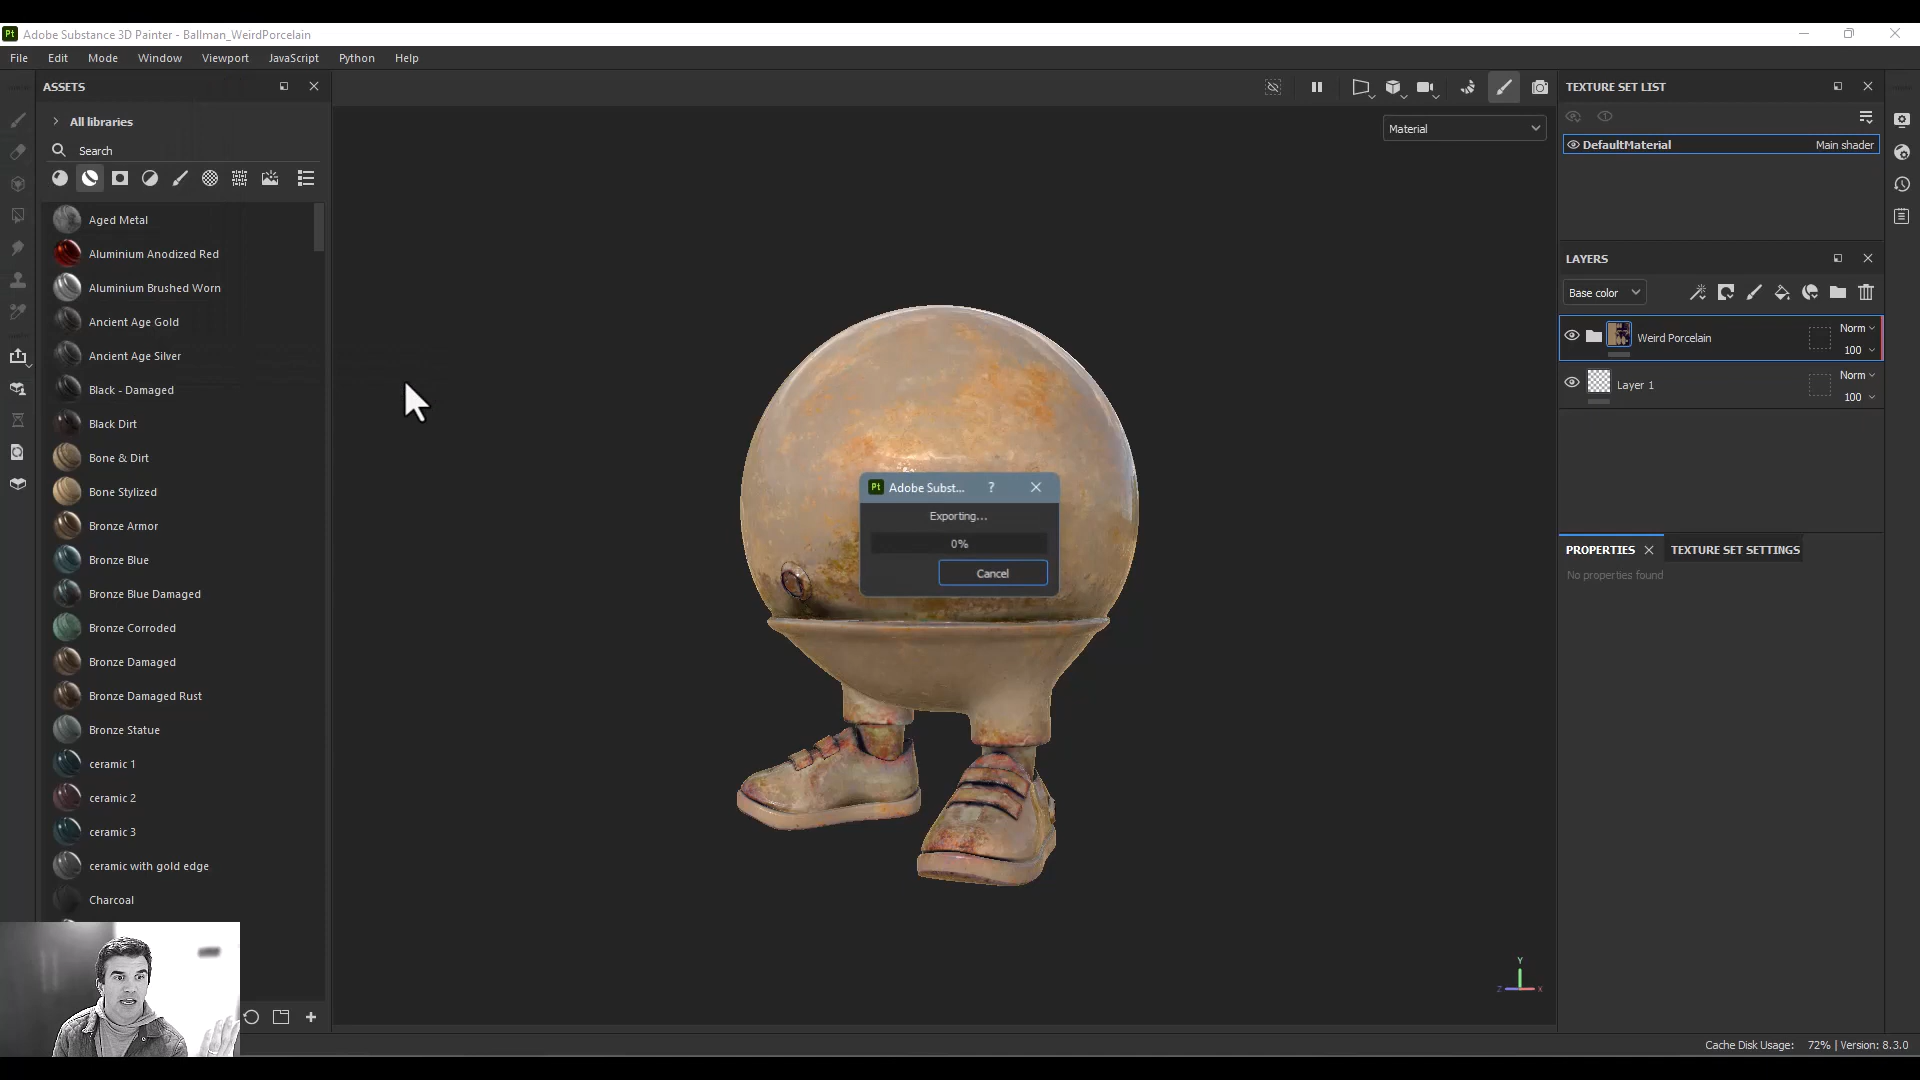 Pt Adobe Substance 3D Painter - Ballman_WeirdPorcelain
File Edit Mode Window Viewport JavaScript Python Help
ASSETS
All libraries
Search
Aged Metal
Aluminium Anodized Red
Aluminium Brushed Worn
Ancient Age Gold
Ancient Age Silver
Black - Damaged
Black Dirt
Bone & Dirt
Bone Stylized
Bronze Armor
Bronze Blue
Bronze Blue Damaged
Bronze Corroded
Bronze Damaged
Bronze Damaged Rust
Bronze Statue
ceramic 1
ceramic 2
ceramic 3
ceramic with gold edge
Charcoal
Material
Pt Adobe Subst... ?
Exporting...
0%
Cancel
Y
Z X
TEXTURE SET LIST
DefaultMaterial Main shader
LAYERS
Base color
Weird Porcelain Norm
100
Layer 1 Norm
100
PROPERTIES TEXTURE SET SETTINGS
No properties found
Cache Disk Usage: 72% | Version: 8.3.0